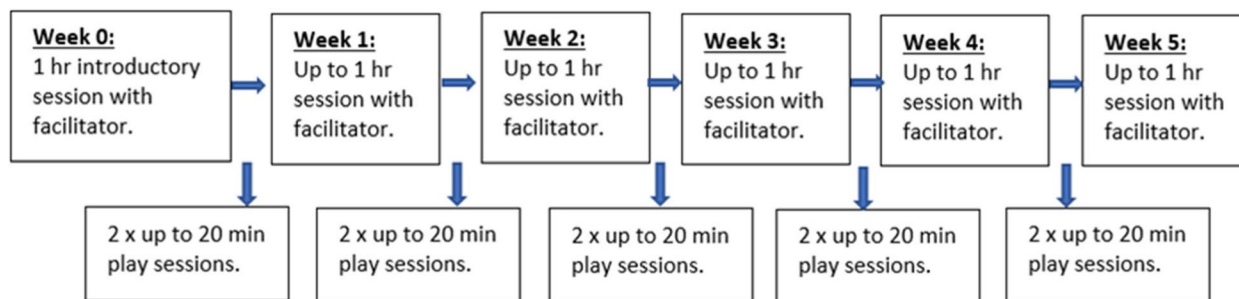 Week 0:
1 hr introductory
session with
facilitator.
Week 1:
Up to 1 hr
session with
facilitator.
Week 2:
Up to 1 hr
session with
facilitator.
Week 3:
Up to 1 hr
session with
facilitator.
Week 4:
Up to 1 hr
session with
facilitator.
Week 5:
Up to 1 hr
session with
facilitator.
2 x up to 20 min
play sessions.
2 x up to 20 min
play sessions.
2 x up to 20 min
play sessions.
2 x up to 20 min
play sessions.
2 x up to 20 min
play sessions.